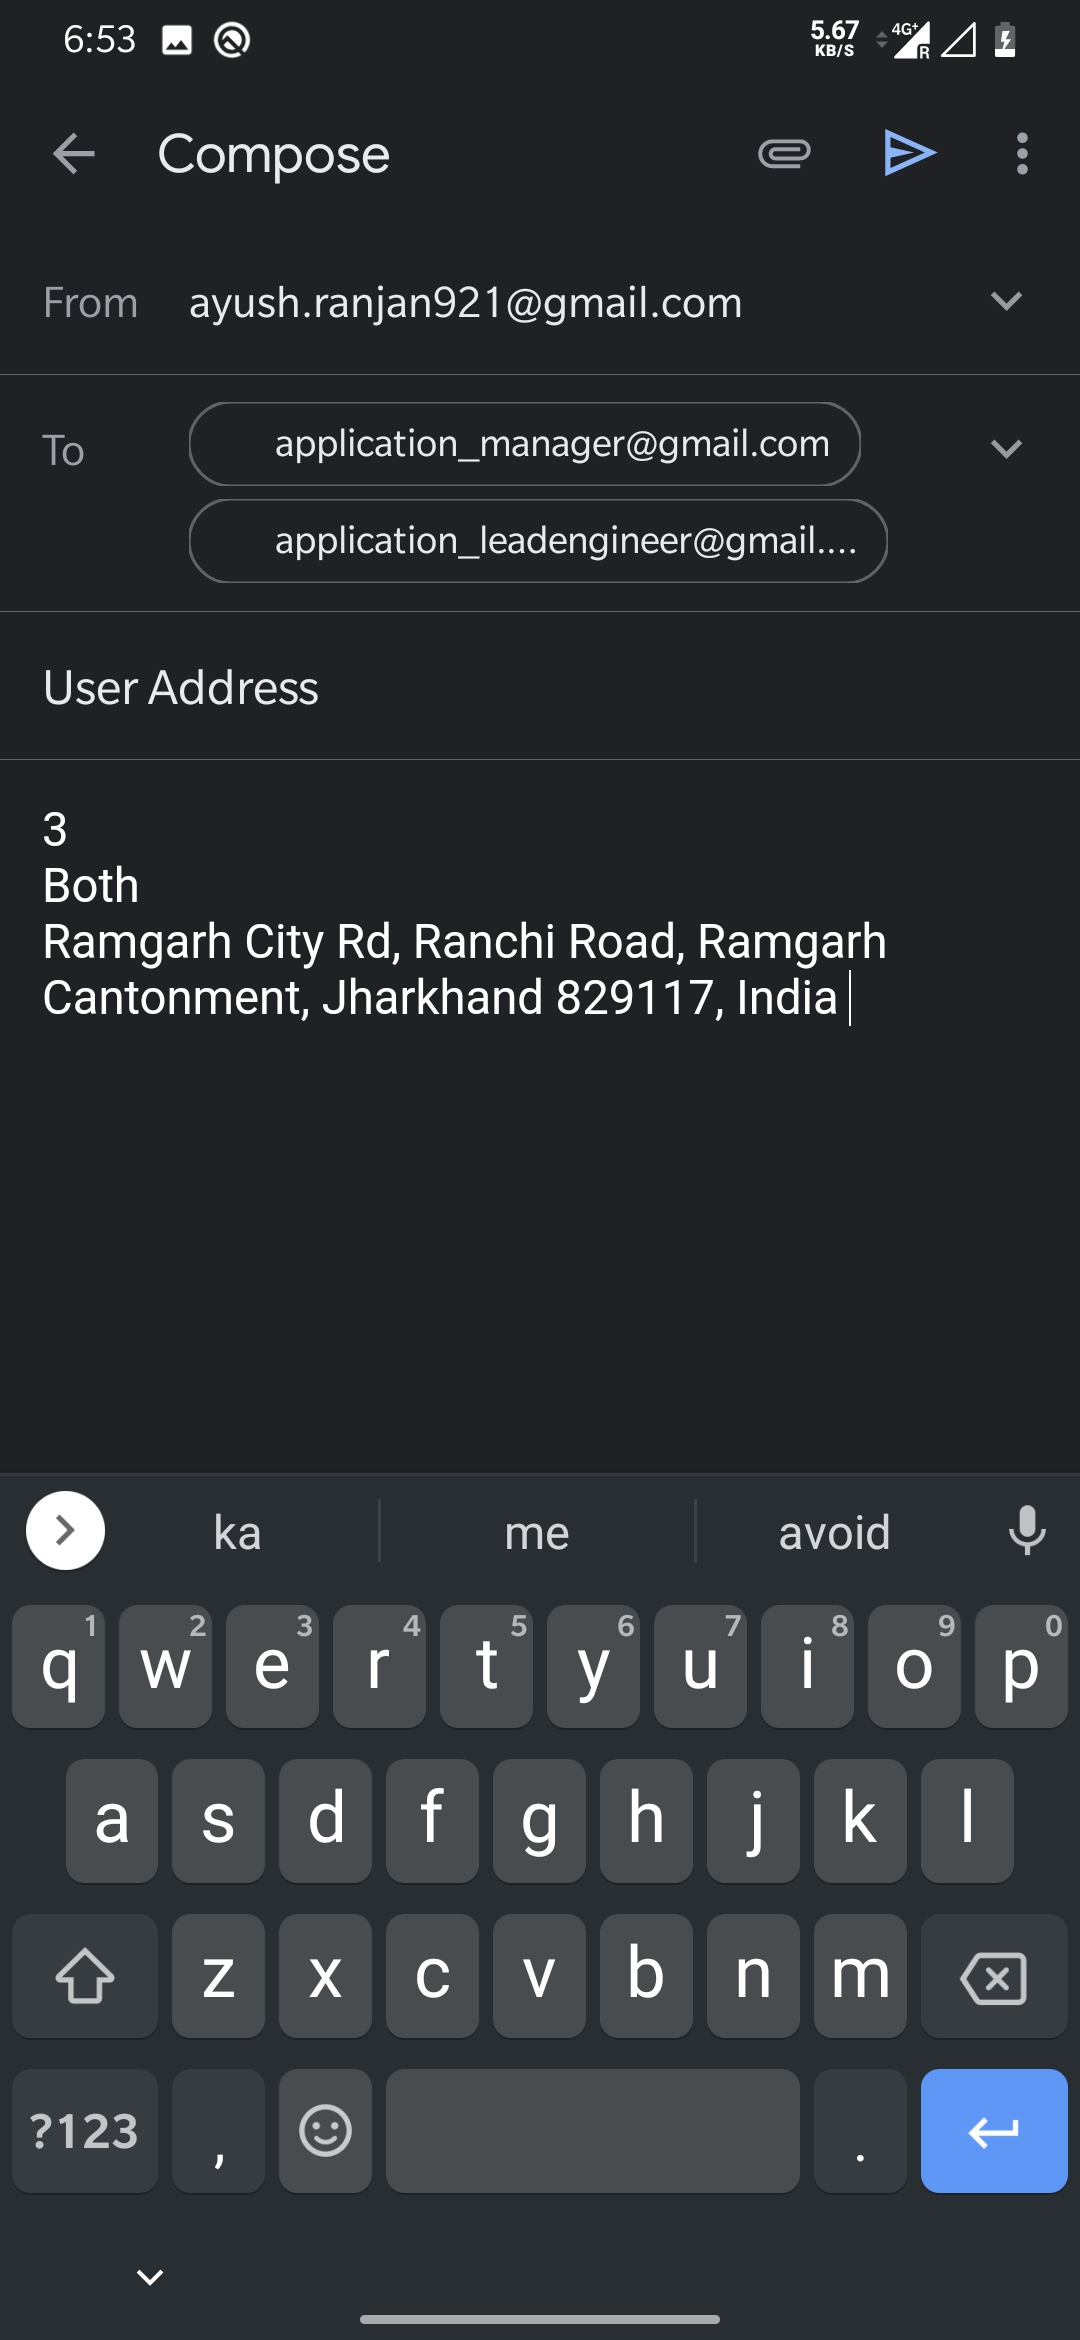 6:53
5.67
KB/S
4G+
R
Compose
From ayush.ranjan921@gmail.com
To application_manager@gmail.com
application_leadengineer@gmail....
User Address
3
Both
Ramgarh City Rd, Ranchi Road, Ramgarh
Cantonment, Jharkhand 829117, India
ka me avoid
1 2 3 4 5 6 7 8 9 0
q w e r t y u i o p
a s d f g h j k l
z x c v b n m
?123 , .